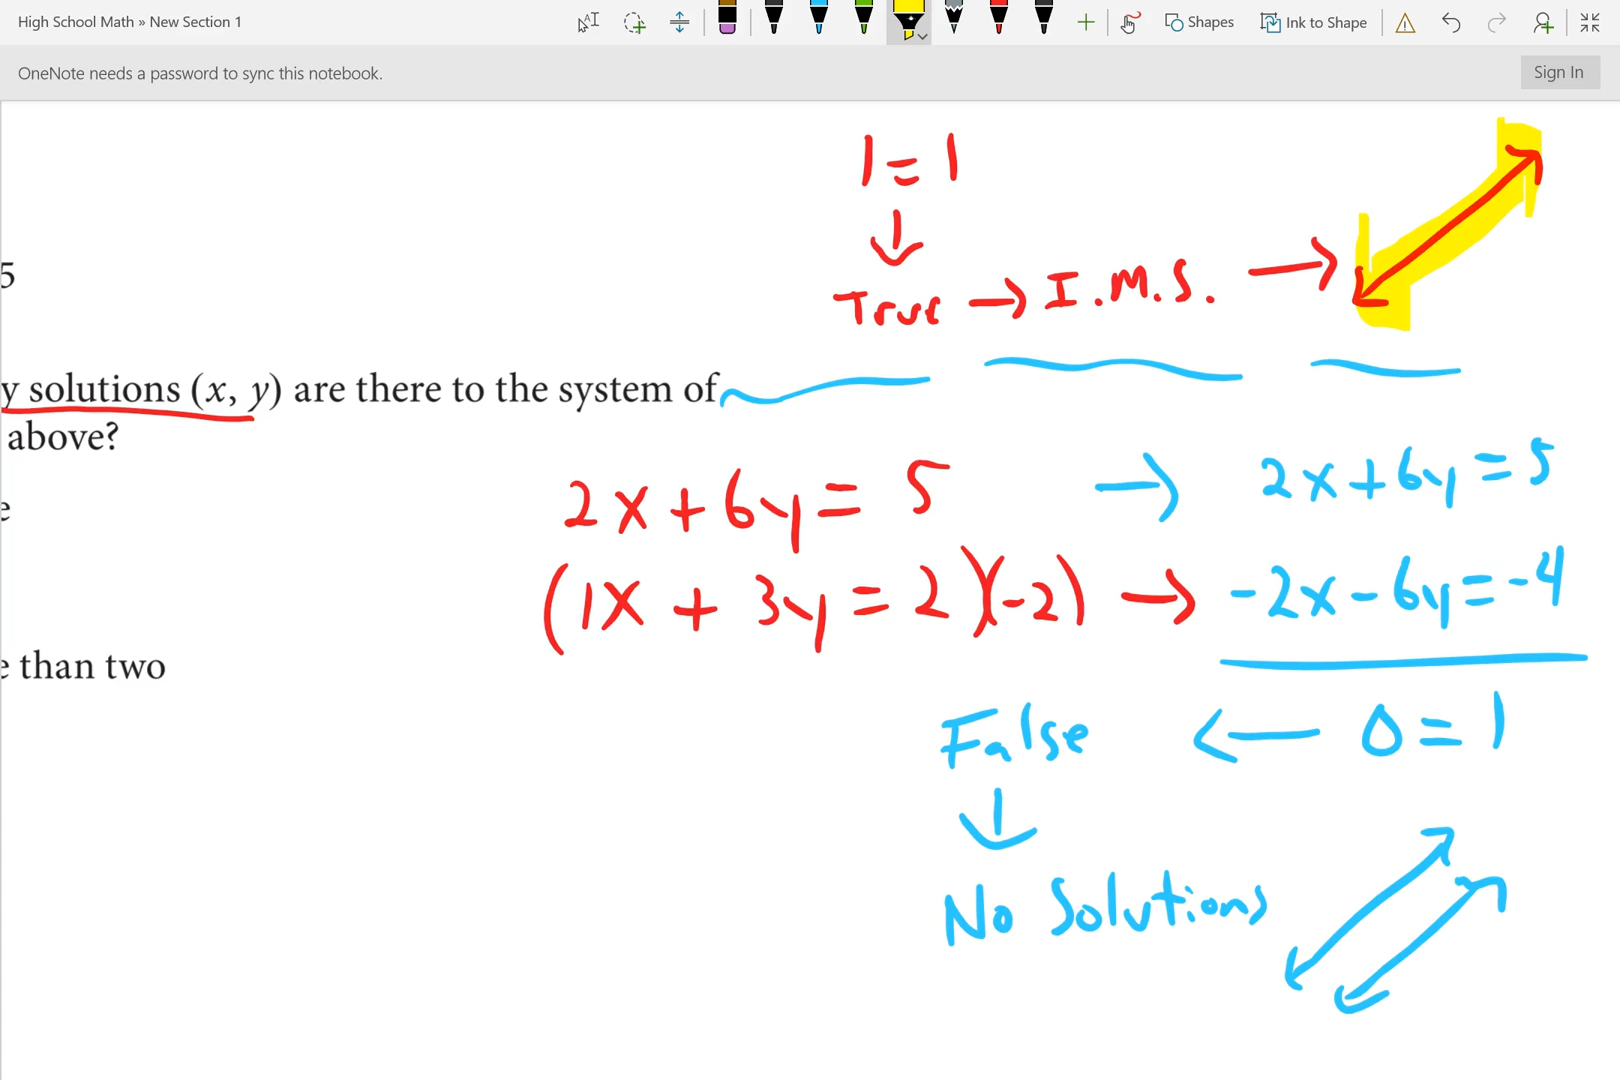 High School Math » New Section 1
Shapes
Ink to Shape
OneNote needs a password to sync this notebook.
Sign In
1 = 1
5
True → I.M.S. →
y solutions (x, y) are there to the system of
above?
2x + 6y = 5 → 2x + 6y = 5
e
(1x + 3y = 2)(-2) → -2x - 6y = -4
e than two
False ← 0 = 1
No Solutions